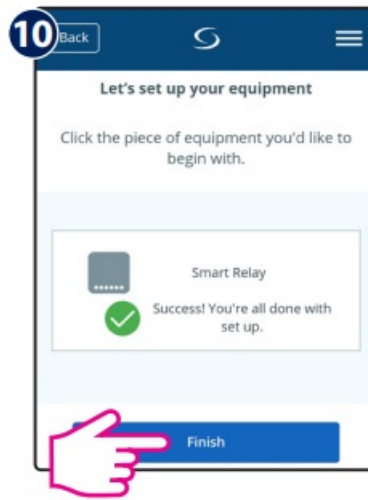 10
Back
Let's set up your equipment
Click the piece of equipment you'd like to
begin with.
Smart Relay
Success! You're all done with
set up.
Finish